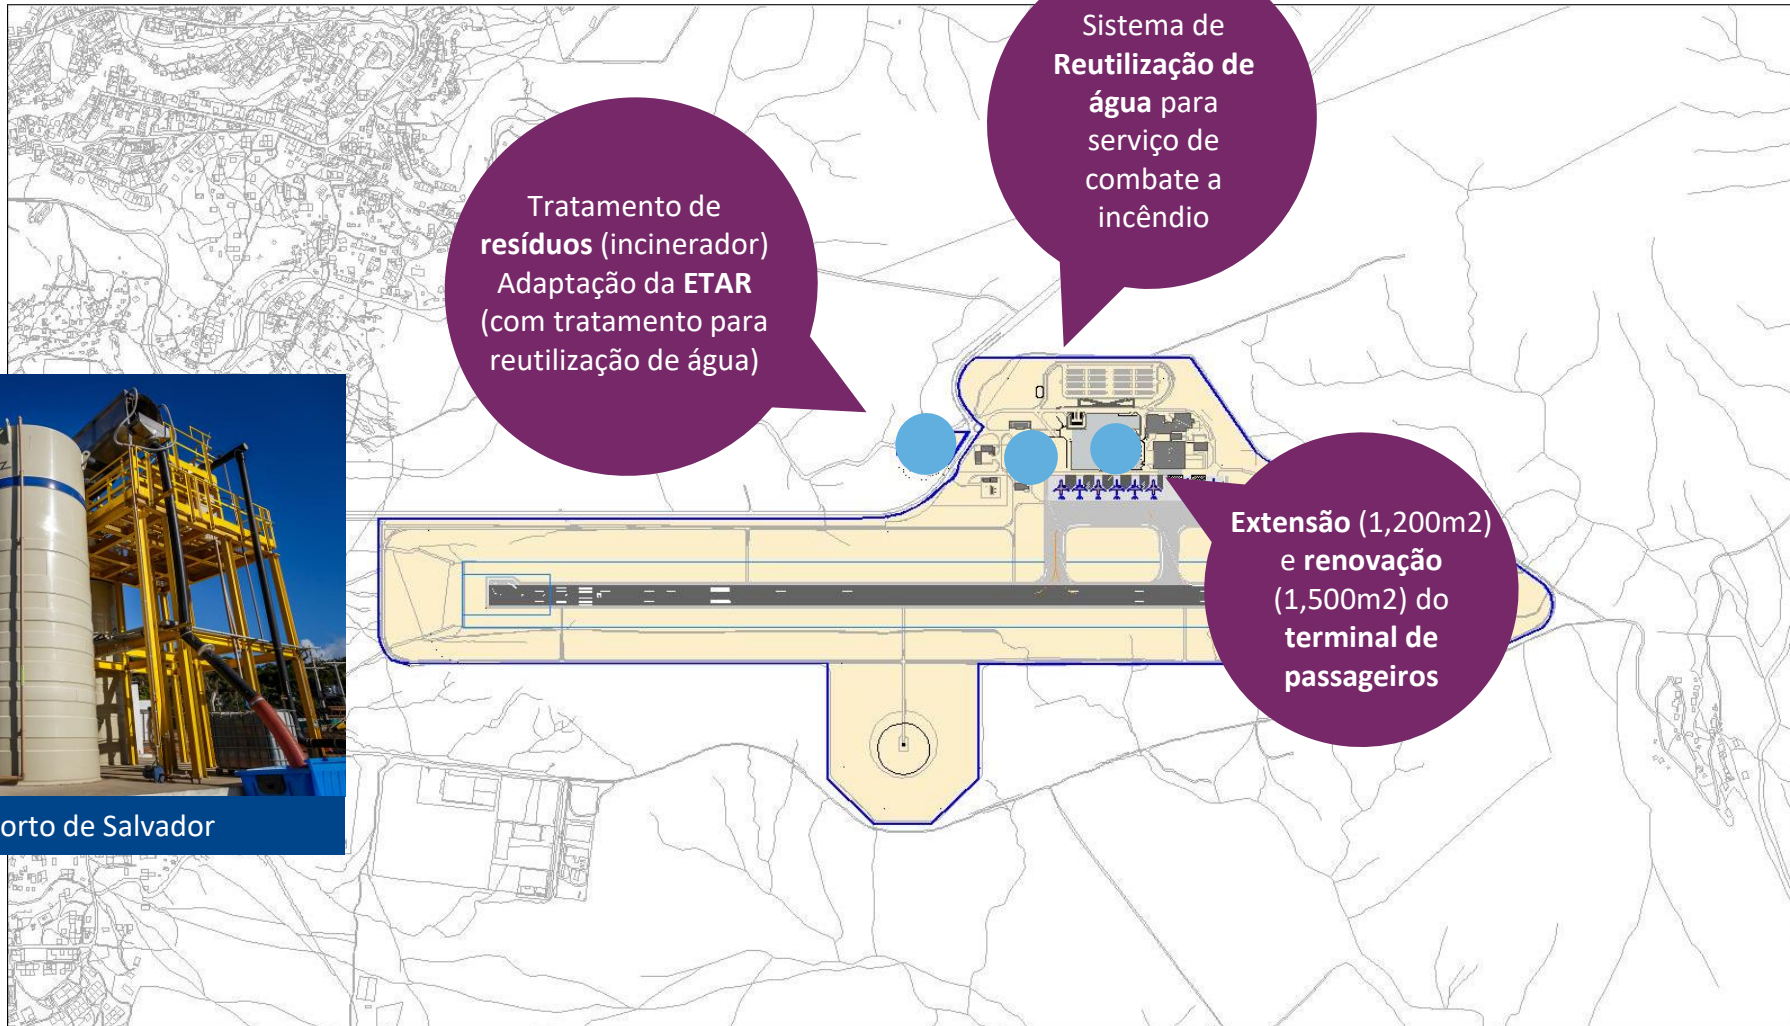 Sistema de
Reutilização de
água para
serviço de
combate a
incêndio
Tratamento de
resíduos (incinerador)
Adaptação da ETAR
(com tratamento para
reutilização de água)
Extensão (1,200m2)
e renovação
(1,500m2) do
terminal de
passageiros
orto de Salvador